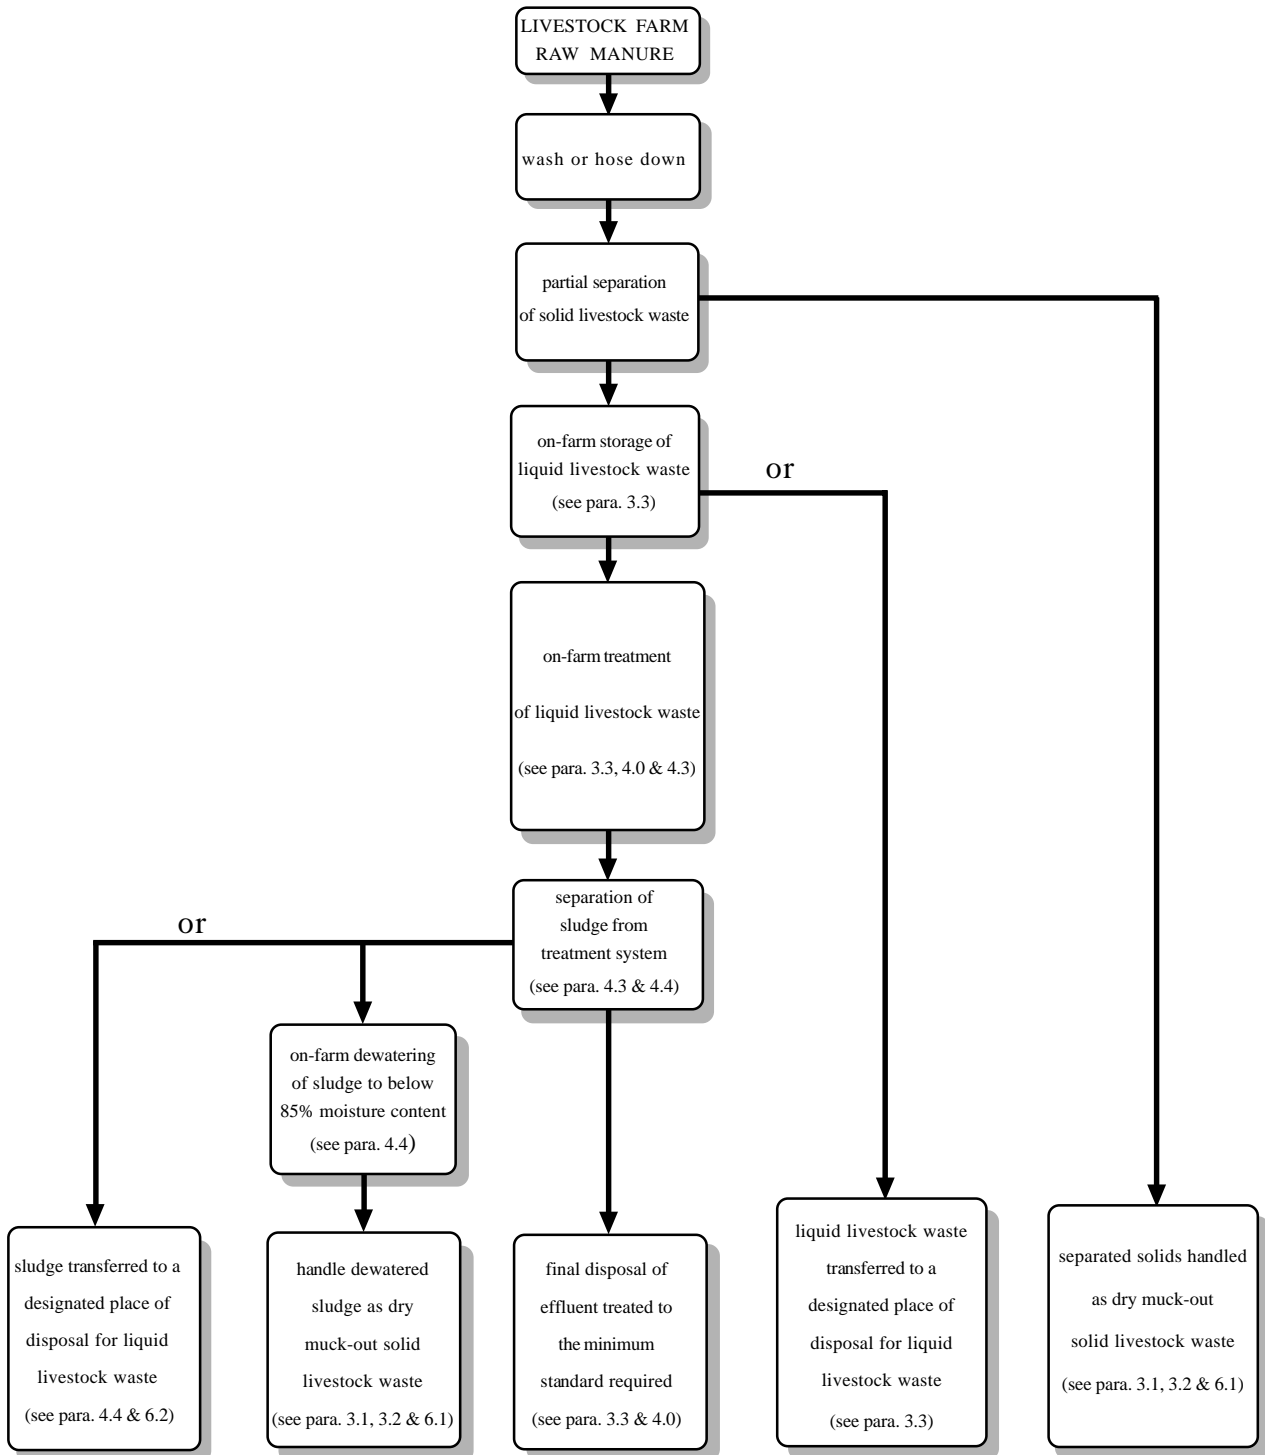 LIVESTOCK FARM
RAW MANURE
wash or hose down
partial separation
of solid livestock waste
on-farm storage of
liquid livestock waste
(see para. 3.3)
or
on-farm treatment
of liquid livestock waste
(see para. 3.3, 4.0 & 4.3)
separation of
sludge from
treatment system
(see para. 4.3 & 4.4)
or
on-farm dewatering
of sludge to below
85% moisture content
(see para. 4.4)
sludge transferred to a
designated place of
disposal for liquid
livestock waste
(see para. 4.4 & 6.2)
handle dewatered
sludge as dry
muck-out solid
livestock waste
(see para. 3.1, 3.2 & 6.1)
final disposal of
effluent treated to
the minimum
standard required
(see para. 3.3 & 4.0)
liquid livestock waste
transferred to a
designated place of
disposal for liquid
livestock waste
(see para. 3.3)
separated solids handled
as dry muck-out
solid livestock waste
(see para. 3.1, 3.2 & 6.1)